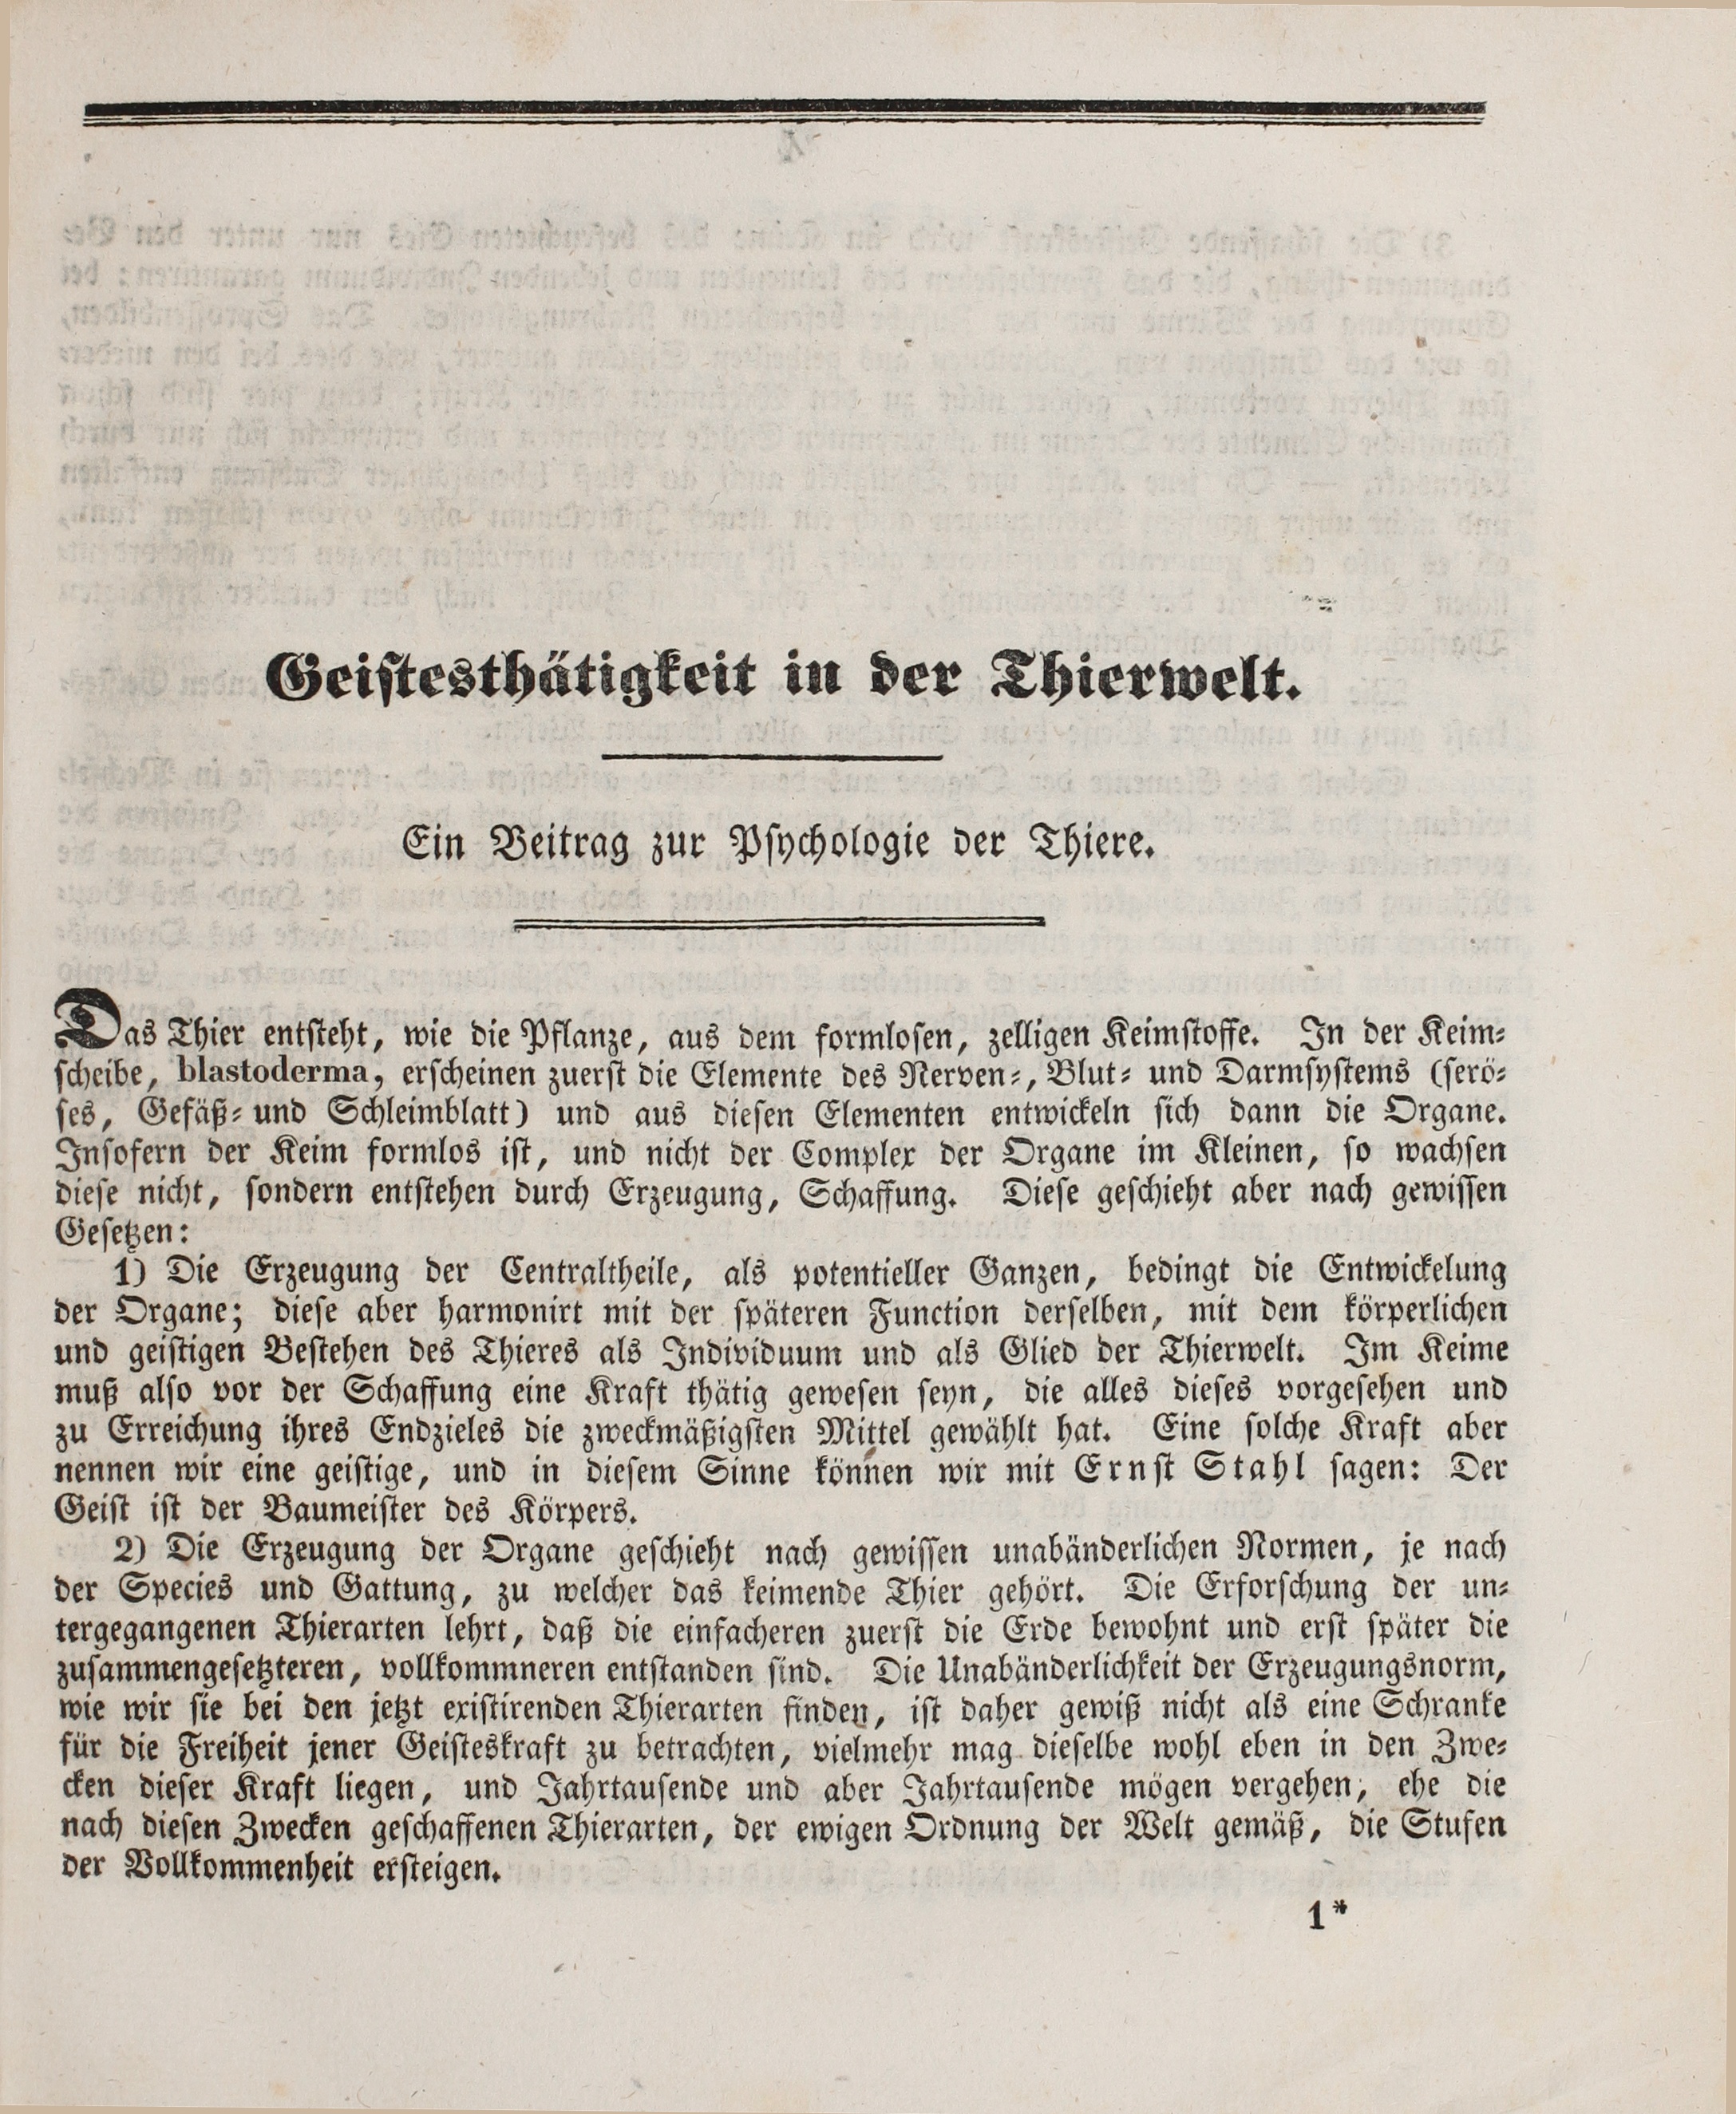 Geistesthätigkeit in der Thierwelt.
Ein Beitrag zur Psychologie der Thiere.
Das Thier entsteht, wie die Pflanze, aus dem formlosen, zelligen Keimstoffe. In der Keim-
scheibe, blastoderma, erscheinen zuerst die Elemente des Nerven-, Blut- und Darmsystems (serö-
ses, Gefäß- und Schleimblatt) und aus diesen Elementen entwickeln sich dann die Organe.
Insofern der Keim formlos ist, und nicht der Complex der Organe im Kleinen, so wachsen
diese nicht, sondern entstehen durch Erzeugung, Schaffung. Diese geschieht aber nach gewissen
Gesetzen:
1) Die Erzeugung der Centraltheile, als potentieller Ganzen, bedingt die Entwickelung
der Organe; diese aber harmonirt mit der späteren Function derselben, mit dem körperlichen
und geistigen Bestehen des Thieres als Individuum und als Glied der Thierwelt. Im Keime
muß also vor der Schaffung eine Kraft thätig gewesen seyn, die alles dieses vorgesehen und
zu Erreichung ihres Endzieles die zweckmäßigsten Mittel gewählt hat. Eine solche Kraft aber
nennen wir eine geistige, und in diesem Sinne können wir mit Ernst Stahl sagen: Der
Geist ist der Baumeister des Körpers.
2) Die Erzeugung der Organe geschieht nach gewissen unabänderlichen Normen, je nach
der Species und Gattung, zu welcher das keimende Thier gehört. Die Erforschung der un-
tergegangenen Thierarten lehrt, daß die einfacheren zuerst die Erde bewohnt und erst später die
zusammengesetzteren, vollkommneren entstanden sind. Die Unabänderlichkeit der Erzeugungsnorm,
wie wir sie bei den jetzt existirenden Thierarten finden, ist daher gewiß nicht als eine Schranke
für die Freiheit jener Geisteskraft zu betrachten, vielmehr mag dieselbe wohl eben in den Zwe-
cken dieser Kraft liegen, und Jahrtausende und aber Jahrtausende mögen vergehen, ehe die
nach diesen Zwecken geschaffenen Thierarten, der ewigen Ordnung der Welt gemäß, die Stufen
der Vollkommenheit ersteigen.
1*